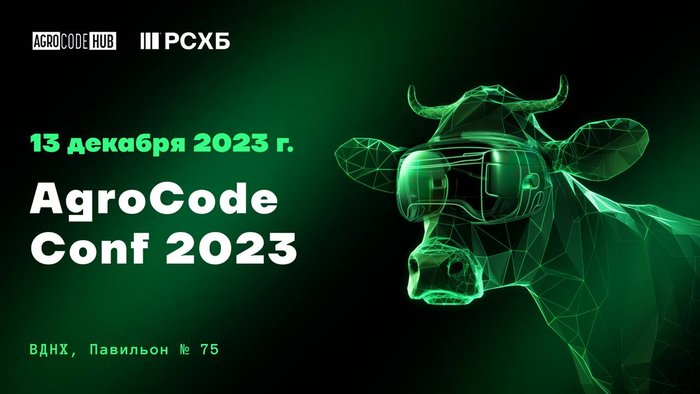 AGROCODE HUB РСХБ
13 декабря 2023 г.
AgroCode
Conf 2023
ВДНХ, Павильон № 75